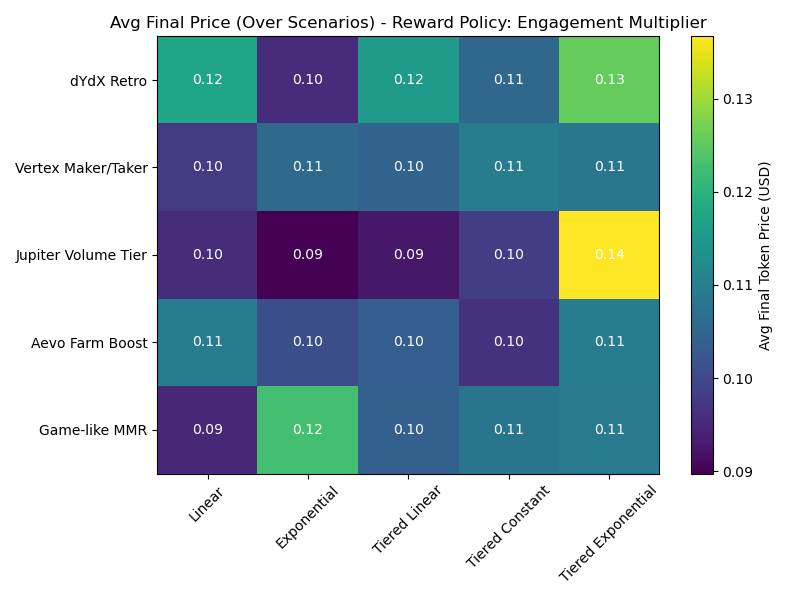 Avg Final Price (Over Scenarios) - Reward Policy: Engagement Multiplier
dYdX Retro 0.12 0.10 0.12 0.11 0.13
Vertex Maker/Taker 0.10 0.11 0.10 0.11 0.11
Jupiter Volume Tier 0.10 0.09 0.09 0.10 0.14
Aevo Farm Boost 0.11 0.10 0.10 0.10 0.11
Game-like MMR 0.09 0.12 0.10 0.11 0.11
Linear
Exponential
Tiered Linear
Tiered Constant
Tiered Exponential
0.13
0.12
0.11
0.10
0.09
Avg Final Token Price (USD)